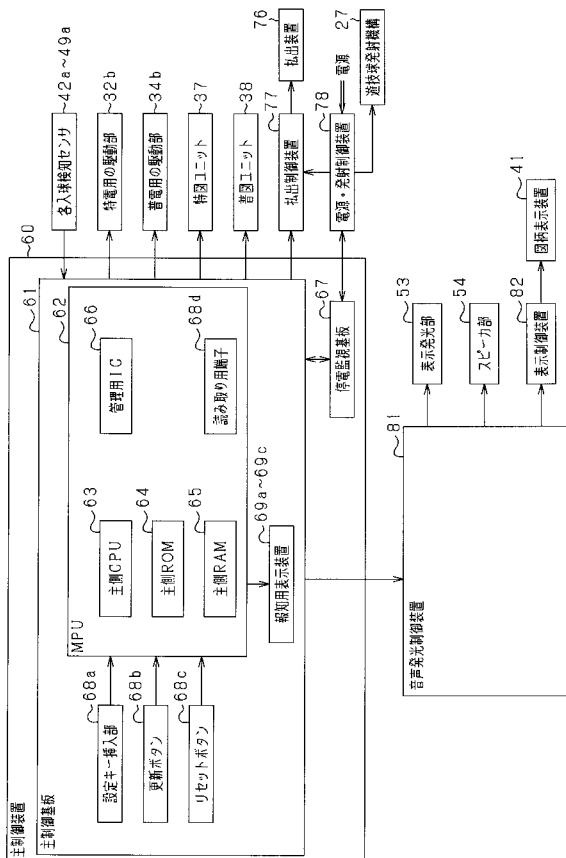 主制御装置
60
主制御基板
61
MPU
62
主側CPU
63
主側ROM
64
主側RAM
65
管理用IC
66
読み取り用端子
68d
設定キー挿入部
68a
更新ボタン
68b
リセットボタン
68c
報知用表示装置
69a~69c
停電監視基板
67
各入球検知センサ
42a~49a
特電用の駆動部
32b
普電用の駆動部
34b
特図ユニット
37
普図ユニット
38
払出制御装置
77
払出装置
76
電源・発射制御装置
78
電源
遊技球発射機構
27
音声発光制御装置
81
表示発光部
53
スピーカ部
54
表示制御装置
82
図柄表示装置
41